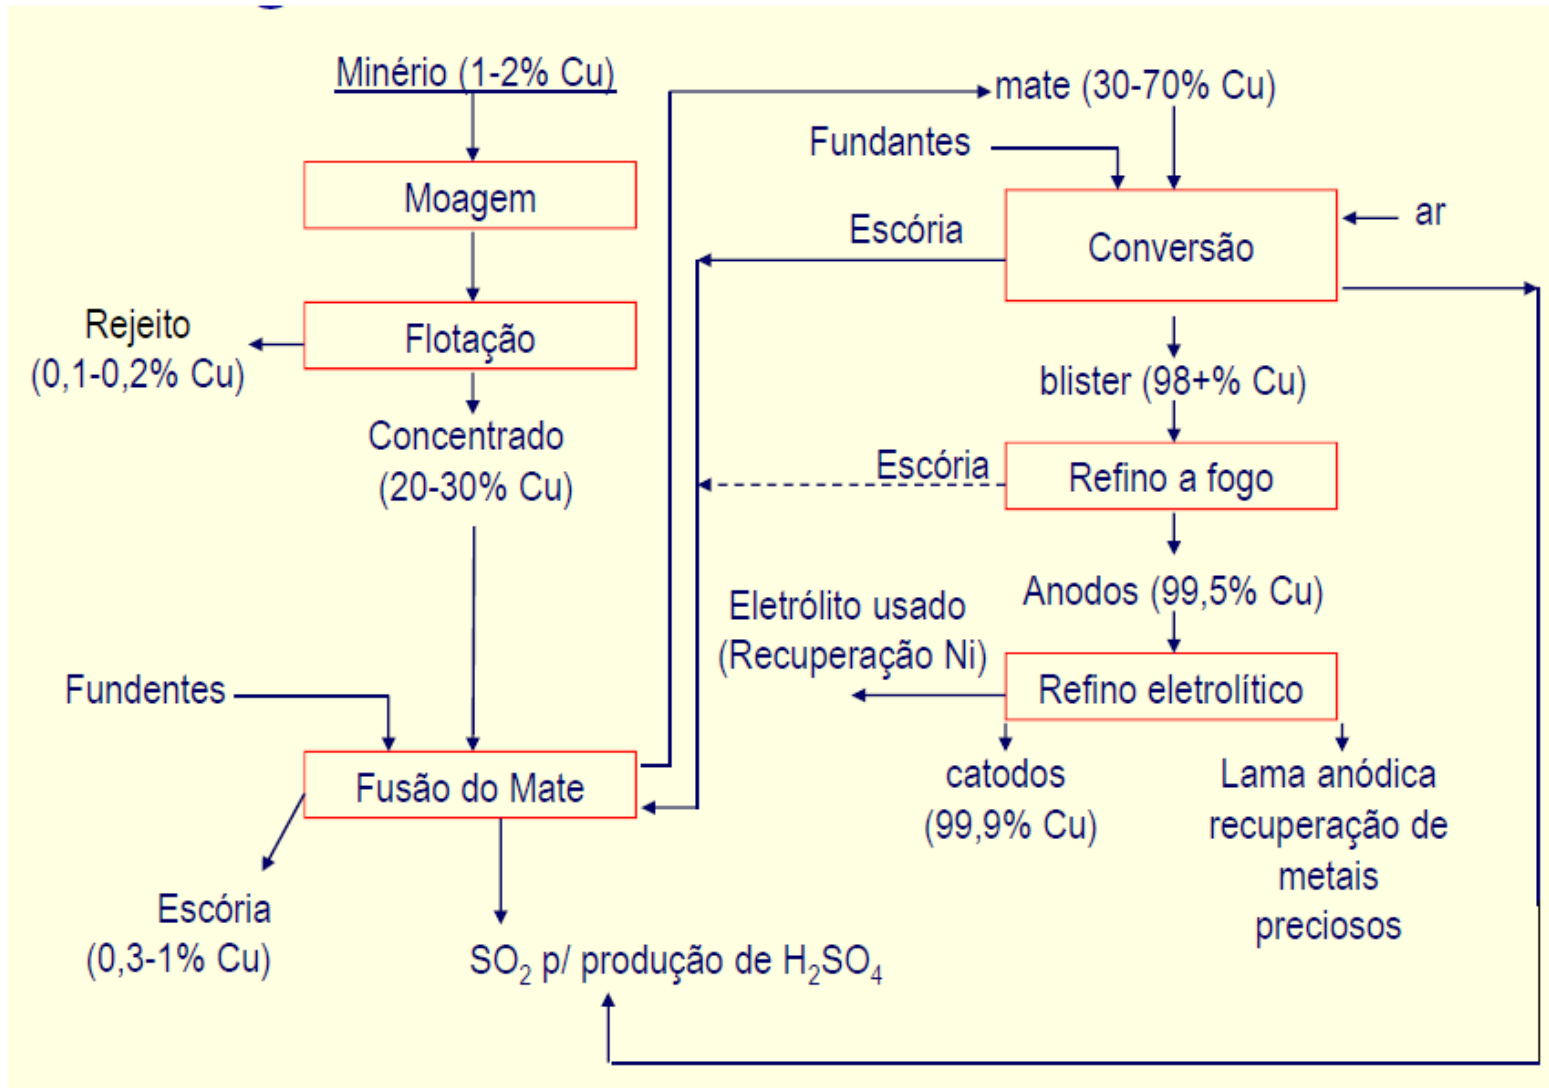 Minério (1-2% Cu)
Moagem
Flotação
Rejeito
(0,1-0,2% Cu)
Concentrado
(20-30% Cu)
Fundentes
Fusão do Mate
Escória
(0,3-1% Cu)
SO₂ p/ produção de H₂SO₄
mate (30-70% Cu)
Fundantes
ar
Conversão
Escória
blister (98+% Cu)
Escória
Refino a fogo
Anodos (99,5% Cu)
Eletrólito usado
(Recuperação Ni)
Refino eletrolítico
catodos
(99,9% Cu)
Lama anódica
recuperação de
metais
preciosos